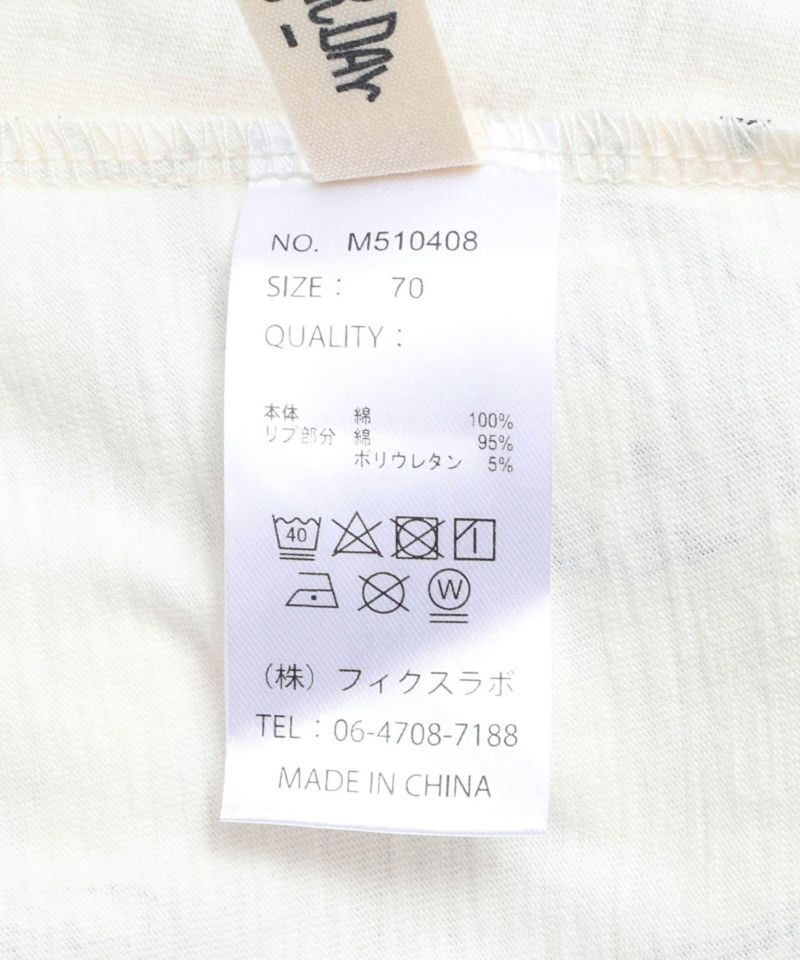 DAY
NO. M510408
SIZE : 70
QUALITY :
本体 綿 100%
リブ部分 綿 95%
ポリウレタン 5%
40
W
(株) フィクスラボ
TEL : 06-4708-7188
MADE IN CHINA